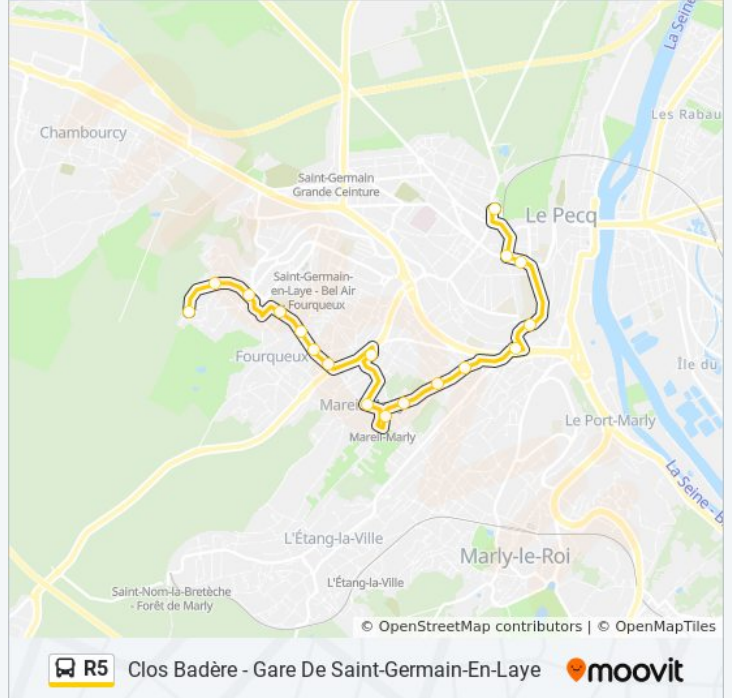 La Seine
Les Rabau
Chambourcy
Saint-Germain
Grande Ceinture
Le Pecq
Saint-Germain-
en-Laye - Bel Air
- Fourqueux
Fourqueux
Île du
Mareil
Le Port-Marly
Mareil-Marly
La Seine - B
L'Étang-la-Ville
Marly-le-Roi
L'Étang-la-Ville
Saint-Nom-la-Bretèche
- Forêt de Marly
© OpenStreetMap contributors | © OpenMapTiles
R5 Clos Badère - Gare De Saint-Germain-En-Laye moovit